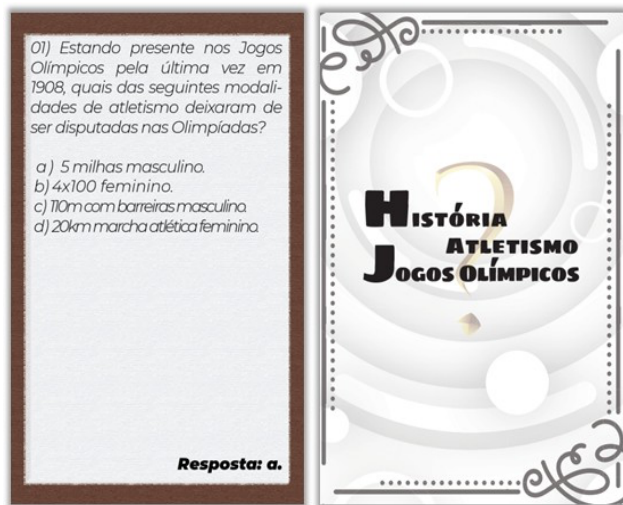 01) Estando presente nos Jogos
Olímpicos pela última vez em
1908, quais das seguintes modali-
dades de atletismo deixaram de
ser disputadas nas Olimpíadas?
a) 5 milhas masculino.
b) 4x100 feminino.
c) 110m com barreiras masculino.
d) 20km marcha atlética feminino.
Resposta: a.
HISTÓRIA
ATLETISMO
JOGOS OLÍMPICOS
?